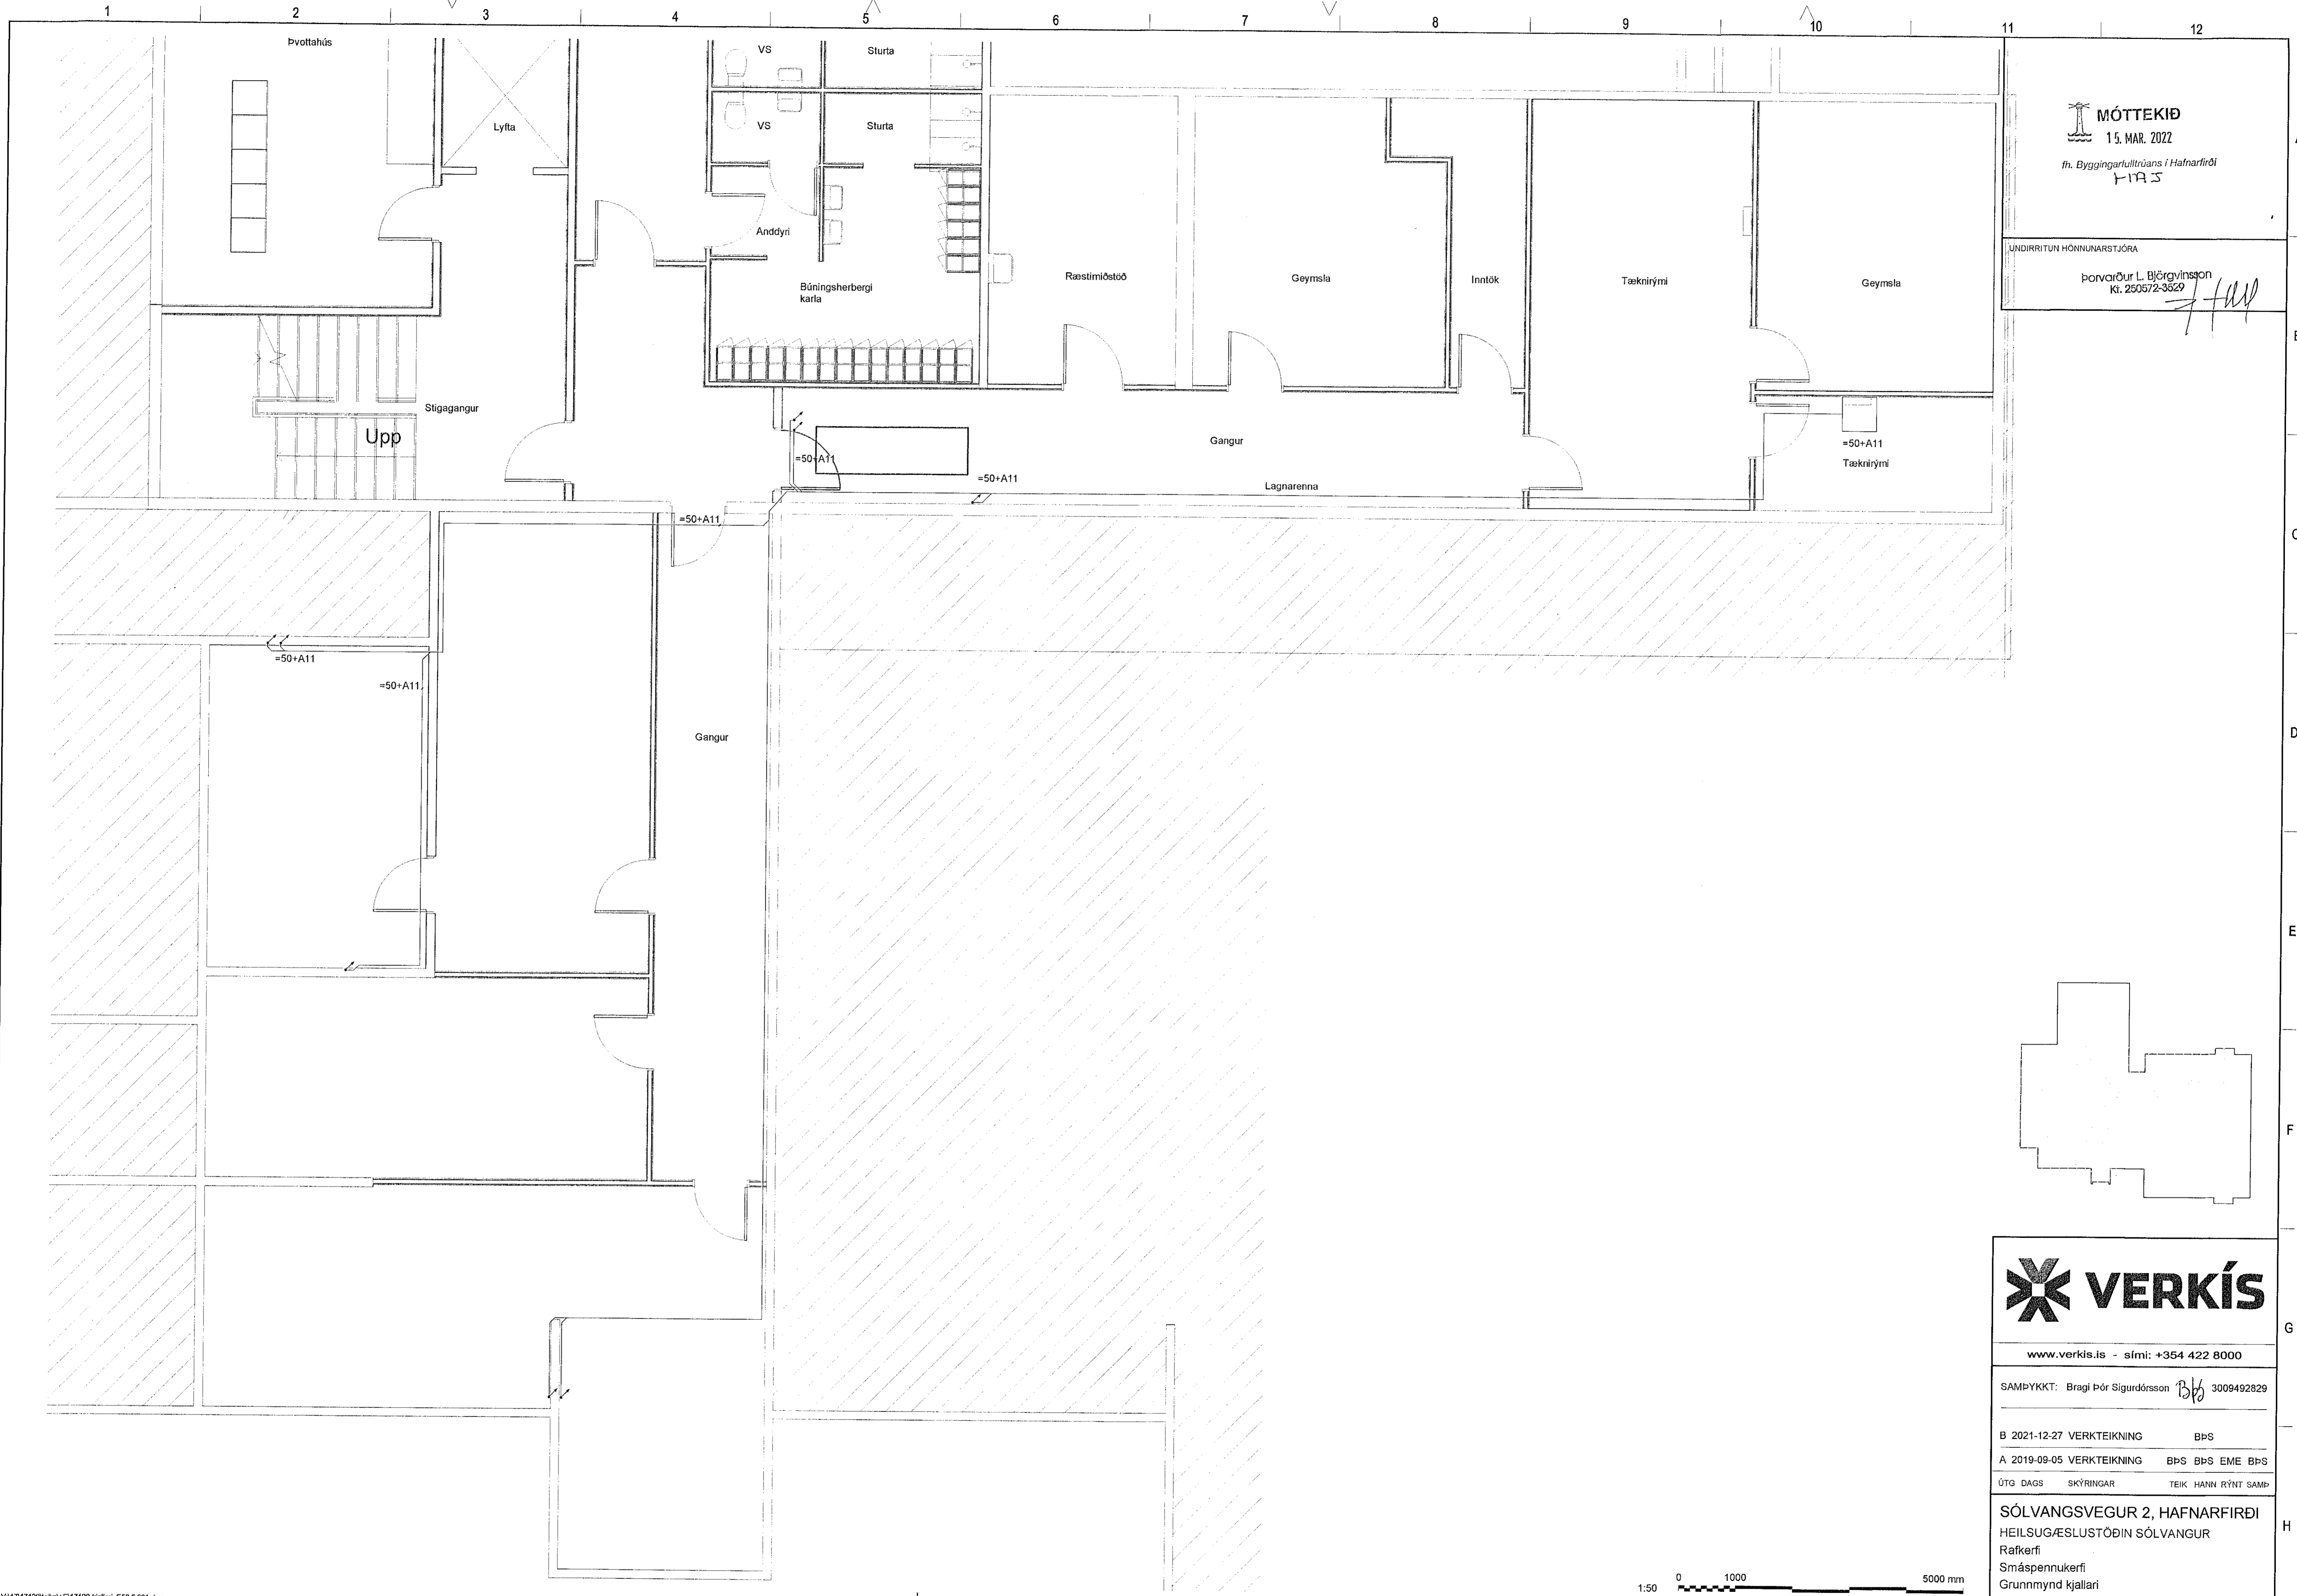 1 2 3 4 5 6 7 8 9 10 11 12
Þvottahús
VS
Sturta
Lyfta
VS
Sturta
Anddyri
Búningsherbergi
karla
Ræstimiðstöð
Geymsla
Inntök
Tæknirými
Geymsla
Stigagangur
Upp
Gangur
=50+A11
=50+A11
Lagnarenna
=50+A11
Tæknirými
=50+A11
=50+A11
=50+A11
Gangur
MÓTTEKIÐ
15. MAR. 2022
fh. Byggingarfulltrúans í Hafnarfirði
UNDIRRITUN HÖNNUNARSTJÓRA
Þorvarður L. Björgvinsson
Kt. 250572-3529
C
D
E
F
G
H
VERKÍS
www.verkis.is - sími: +354 422 8000
SAMÞYKKT: Bragi Þór Sigurdórsson BÞS 3009492829
B 2021-12-27 VERKTEIKNING BÞS
A 2019-09-05 VERKTEIKNING BÞS BÞS EME BÞS
ÚTG DAGS SKÝRINGAR TEIK HANN RÝNT SAMÞ
SÓLVANGSVEGUR 2, HAFNARFIRÐI
HEILSUGÆSLUSTÖÐIN SÓLVANGUR
Rafkerfi
Smáspennukerfi
Grunnmynd kjallari
1:50 0 1000 5000 mm